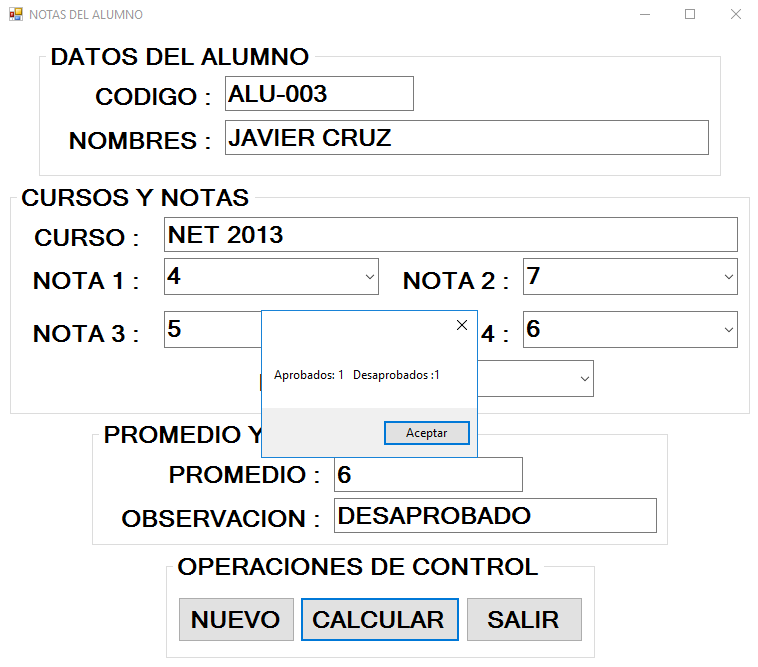 NOTAS DEL ALUMNO
DATOS DEL ALUMNO
CODIGO : ALU-003
NOMBRES : JAVIER CRUZ
CURSOS Y NOTAS
CURSO : NET 2013
NOTA 1 : 4 NOTA 2 : 7
NOTA 3 : 5 4 : 6
Aprobados: 1 Desaprobados :1
Aceptar
PROMEDIO Y
PROMEDIO : 6
OBSERVACION : DESAPROBADO
OPERACIONES DE CONTROL
NUEVO CALCULAR SALIR